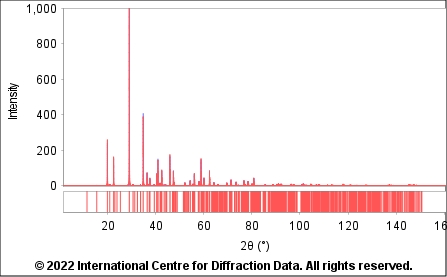 1,000
800
600
400
200
0
Intensity
20 40 60 80 100 120 140 16
2θ (°)
© 2022 International Centre for Diffraction Data. All rights reserved.